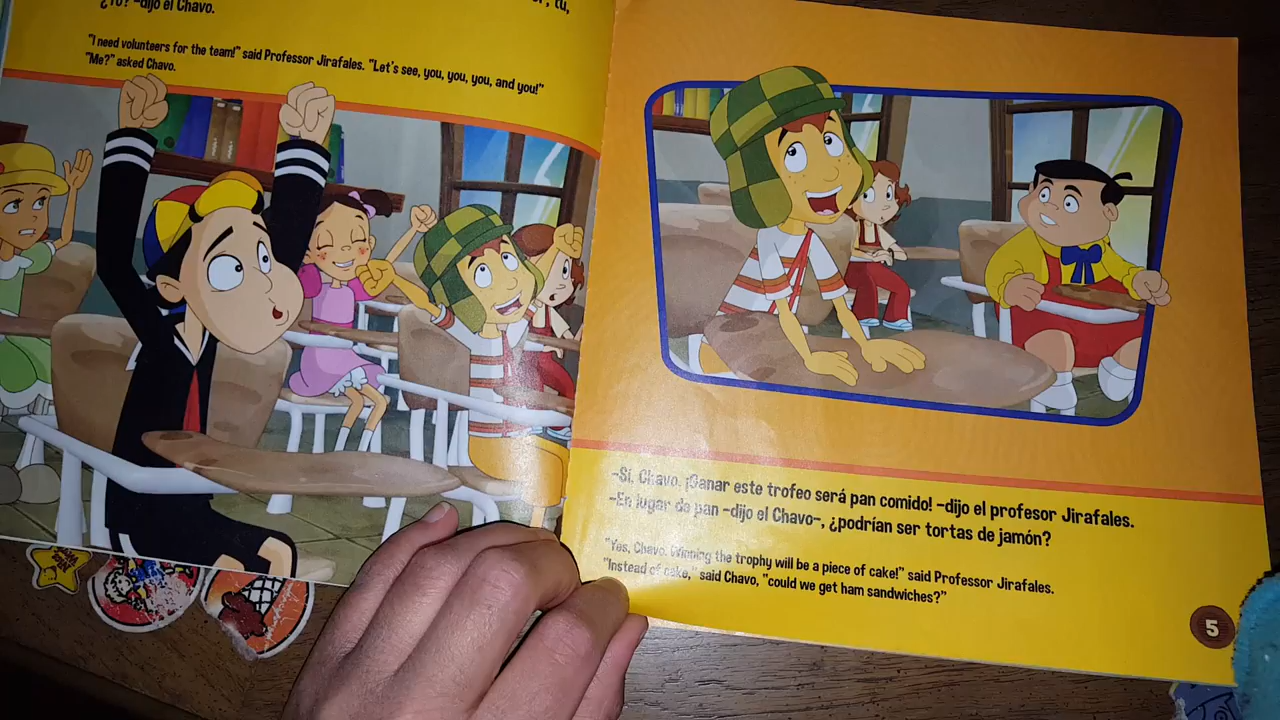 ¿Yo? -dijo el Chavo.
tú,
"I need volunteers for the team!" said Professor Jirafales. "Let's see, you, you, you, and you!"
"Me?" asked Chavo.
-Sí, Chavo. ¡Ganar este trofeo será pan comido! -dijo el profesor Jirafales.
-En lugar de pan -dijo el Chavo-, ¿podrían ser tortas de jamón?
"Yes, Chavo. Winning the trophy will be a piece of cake!" said Professor Jirafales.
"Instead of cake," said Chavo, "could we get ham sandwiches?"
5